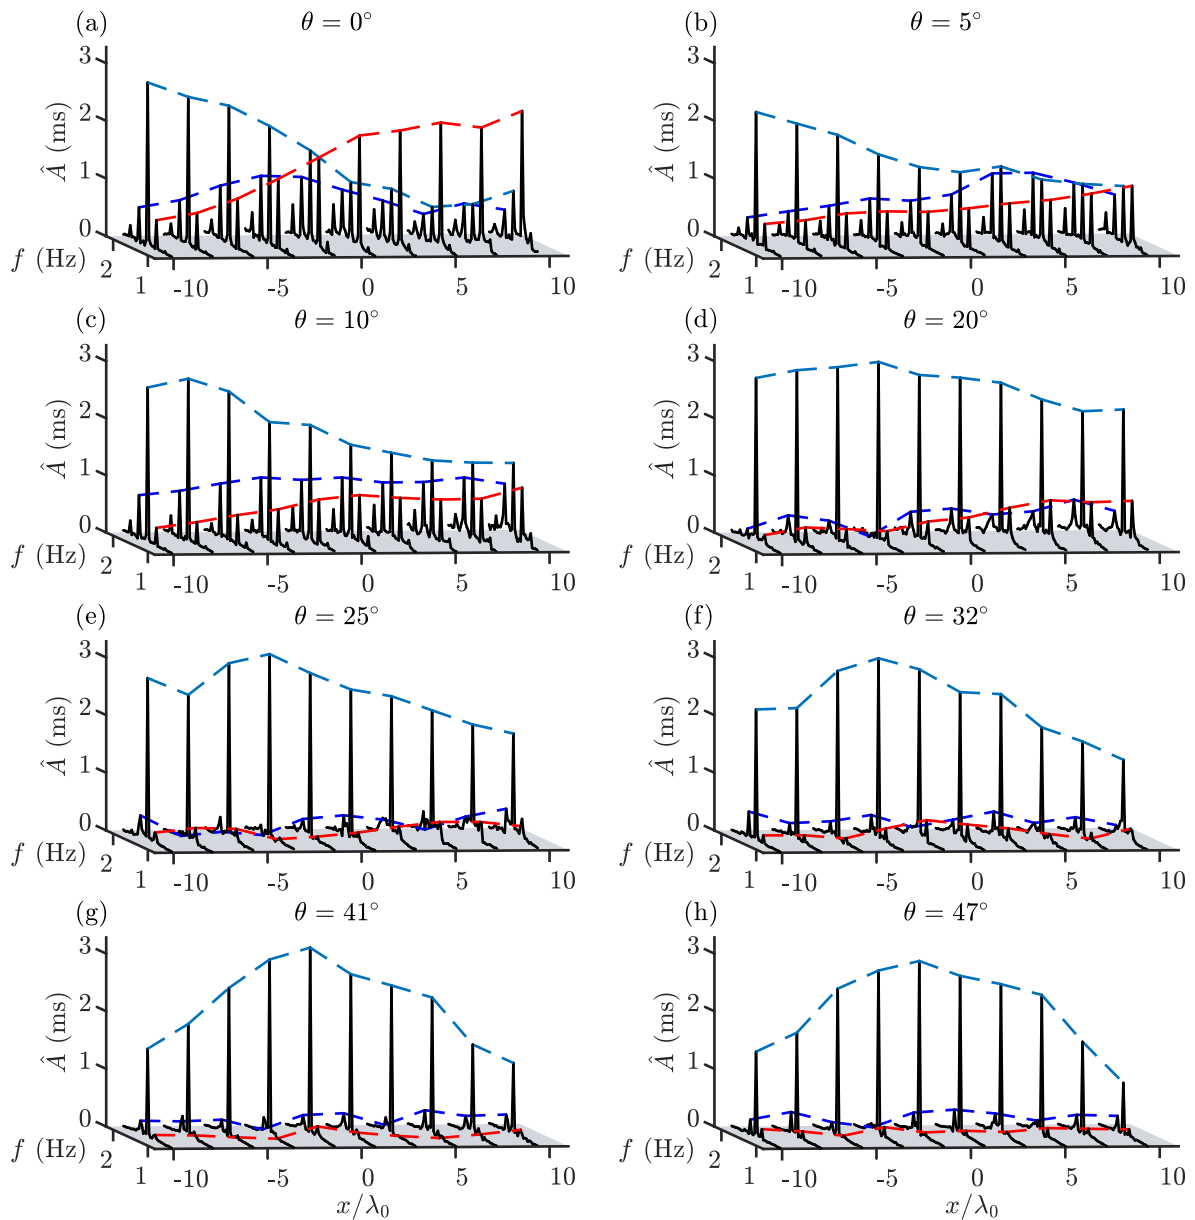 (a) θ = 0°
3
2
1
0
Â (ms)
f (Hz)
2
1
-10 -5 0 5 10
(b) θ = 5°
3
2
1
0
Â (ms)
f (Hz)
2
1
-10 -5 0 5 10
(c) θ = 10°
3
2
1
0
Â (ms)
f (Hz)
2
1
-10 -5 0 5 10
(d) θ = 20°
3
2
1
0
Â (ms)
f (Hz)
2
1
-10 -5 0 5 10
(e) θ = 25°
3
2
1
0
Â (ms)
f (Hz)
2
1
-10 -5 0 5 10
(f) θ = 32°
3
2
1
0
Â (ms)
f (Hz)
2
1
-10 -5 0 5 10
(g) θ = 41°
3
2
1
0
Â (ms)
f (Hz)
2
1
-10 -5 0 5 10
x/λ₀
(h) θ = 47°
3
2
1
0
Â (ms)
f (Hz)
2
1
-10 -5 0 5 10
x/λ₀